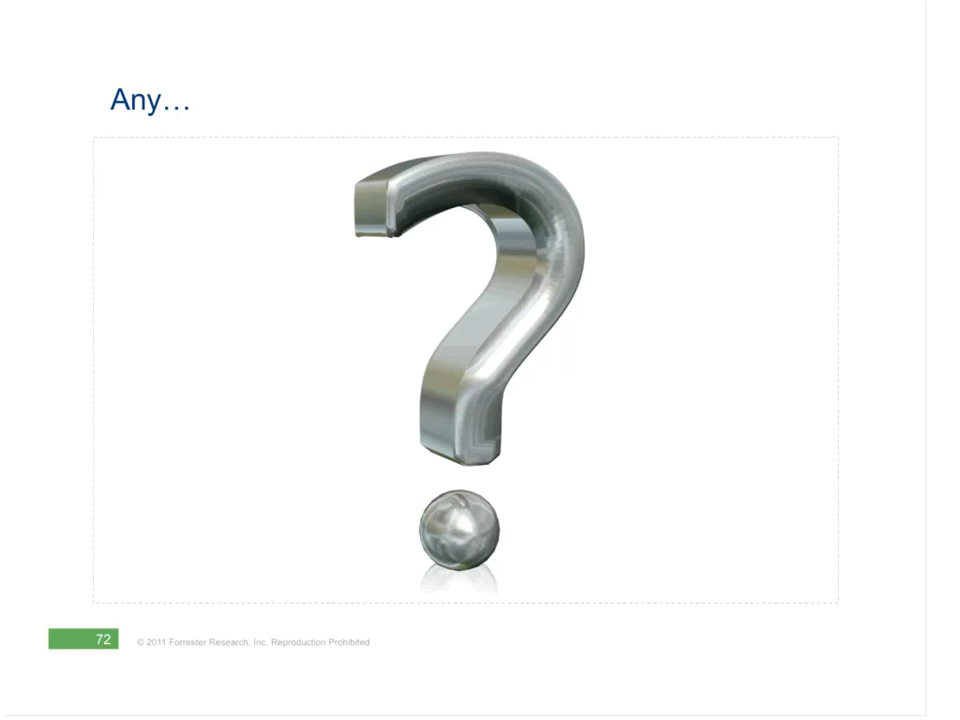 Any…
72 © 2011 Forrester Research. Inc. Reproduction Prohibited